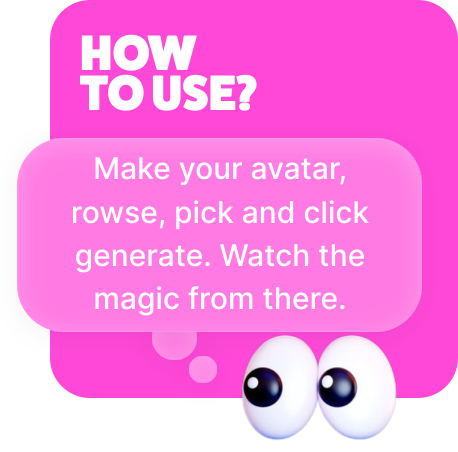 HOW
TO USE?
Make your avatar,
rowse, pick and click
generate. Watch the
magic from there.